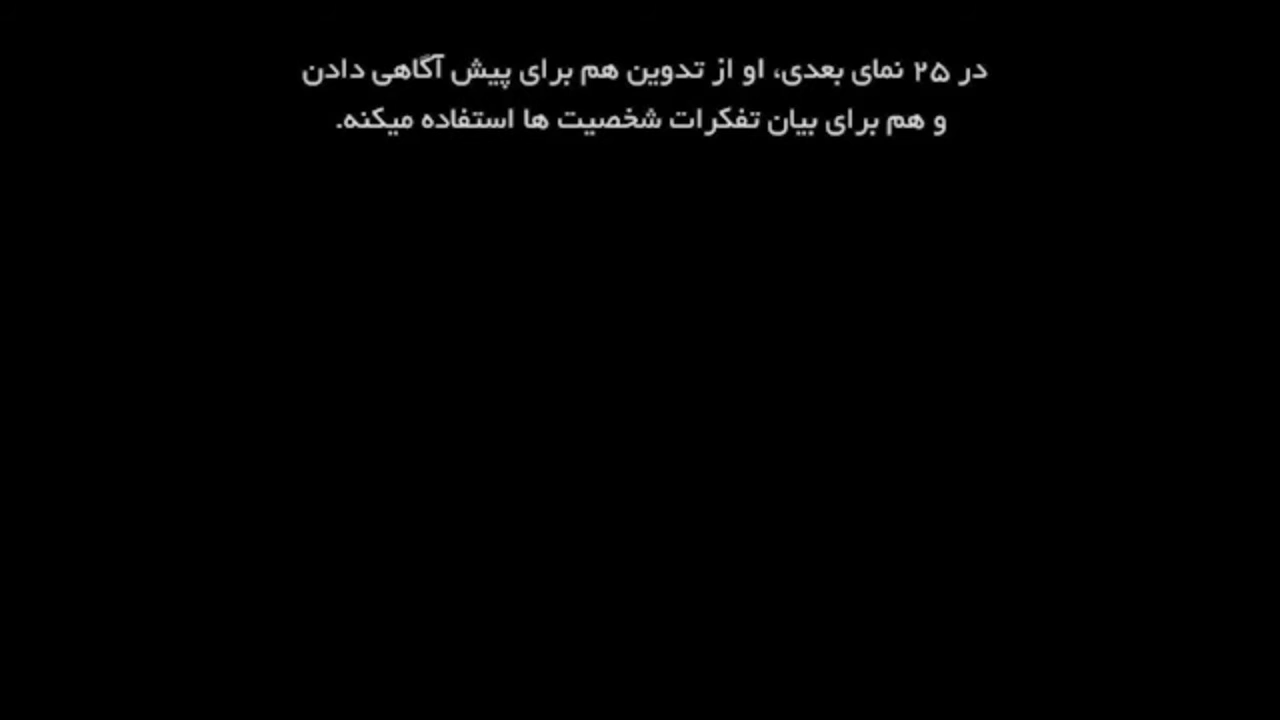 در ۲۵ نمای بعدی، او از تدوین هم برای پیش آگاهی دادن
و هم برای بیان تفکرات شخصیت ها استفاده میکنه.